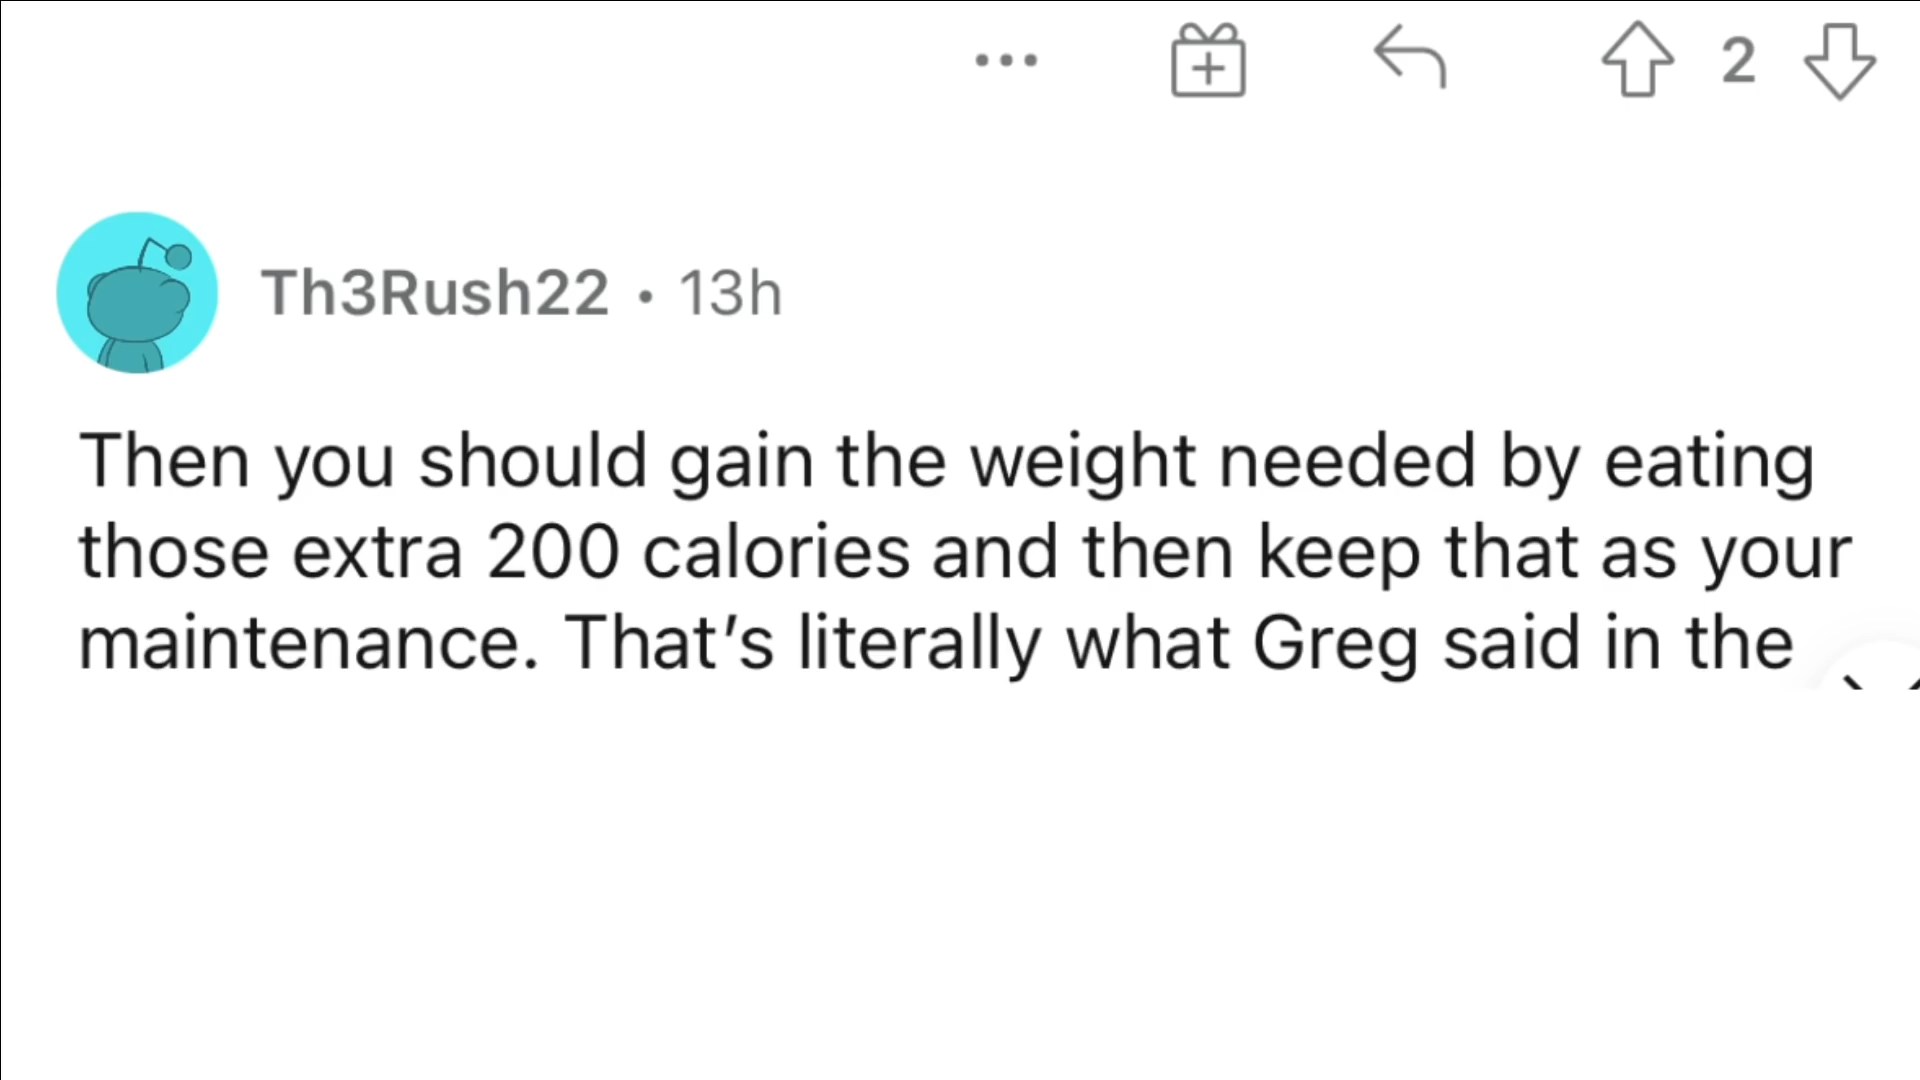 2
Th3Rush22 • 13h
Then you should gain the weight needed by eating
those extra 200 calories and then keep that as your
maintenance. That’s literally what Greg said in the